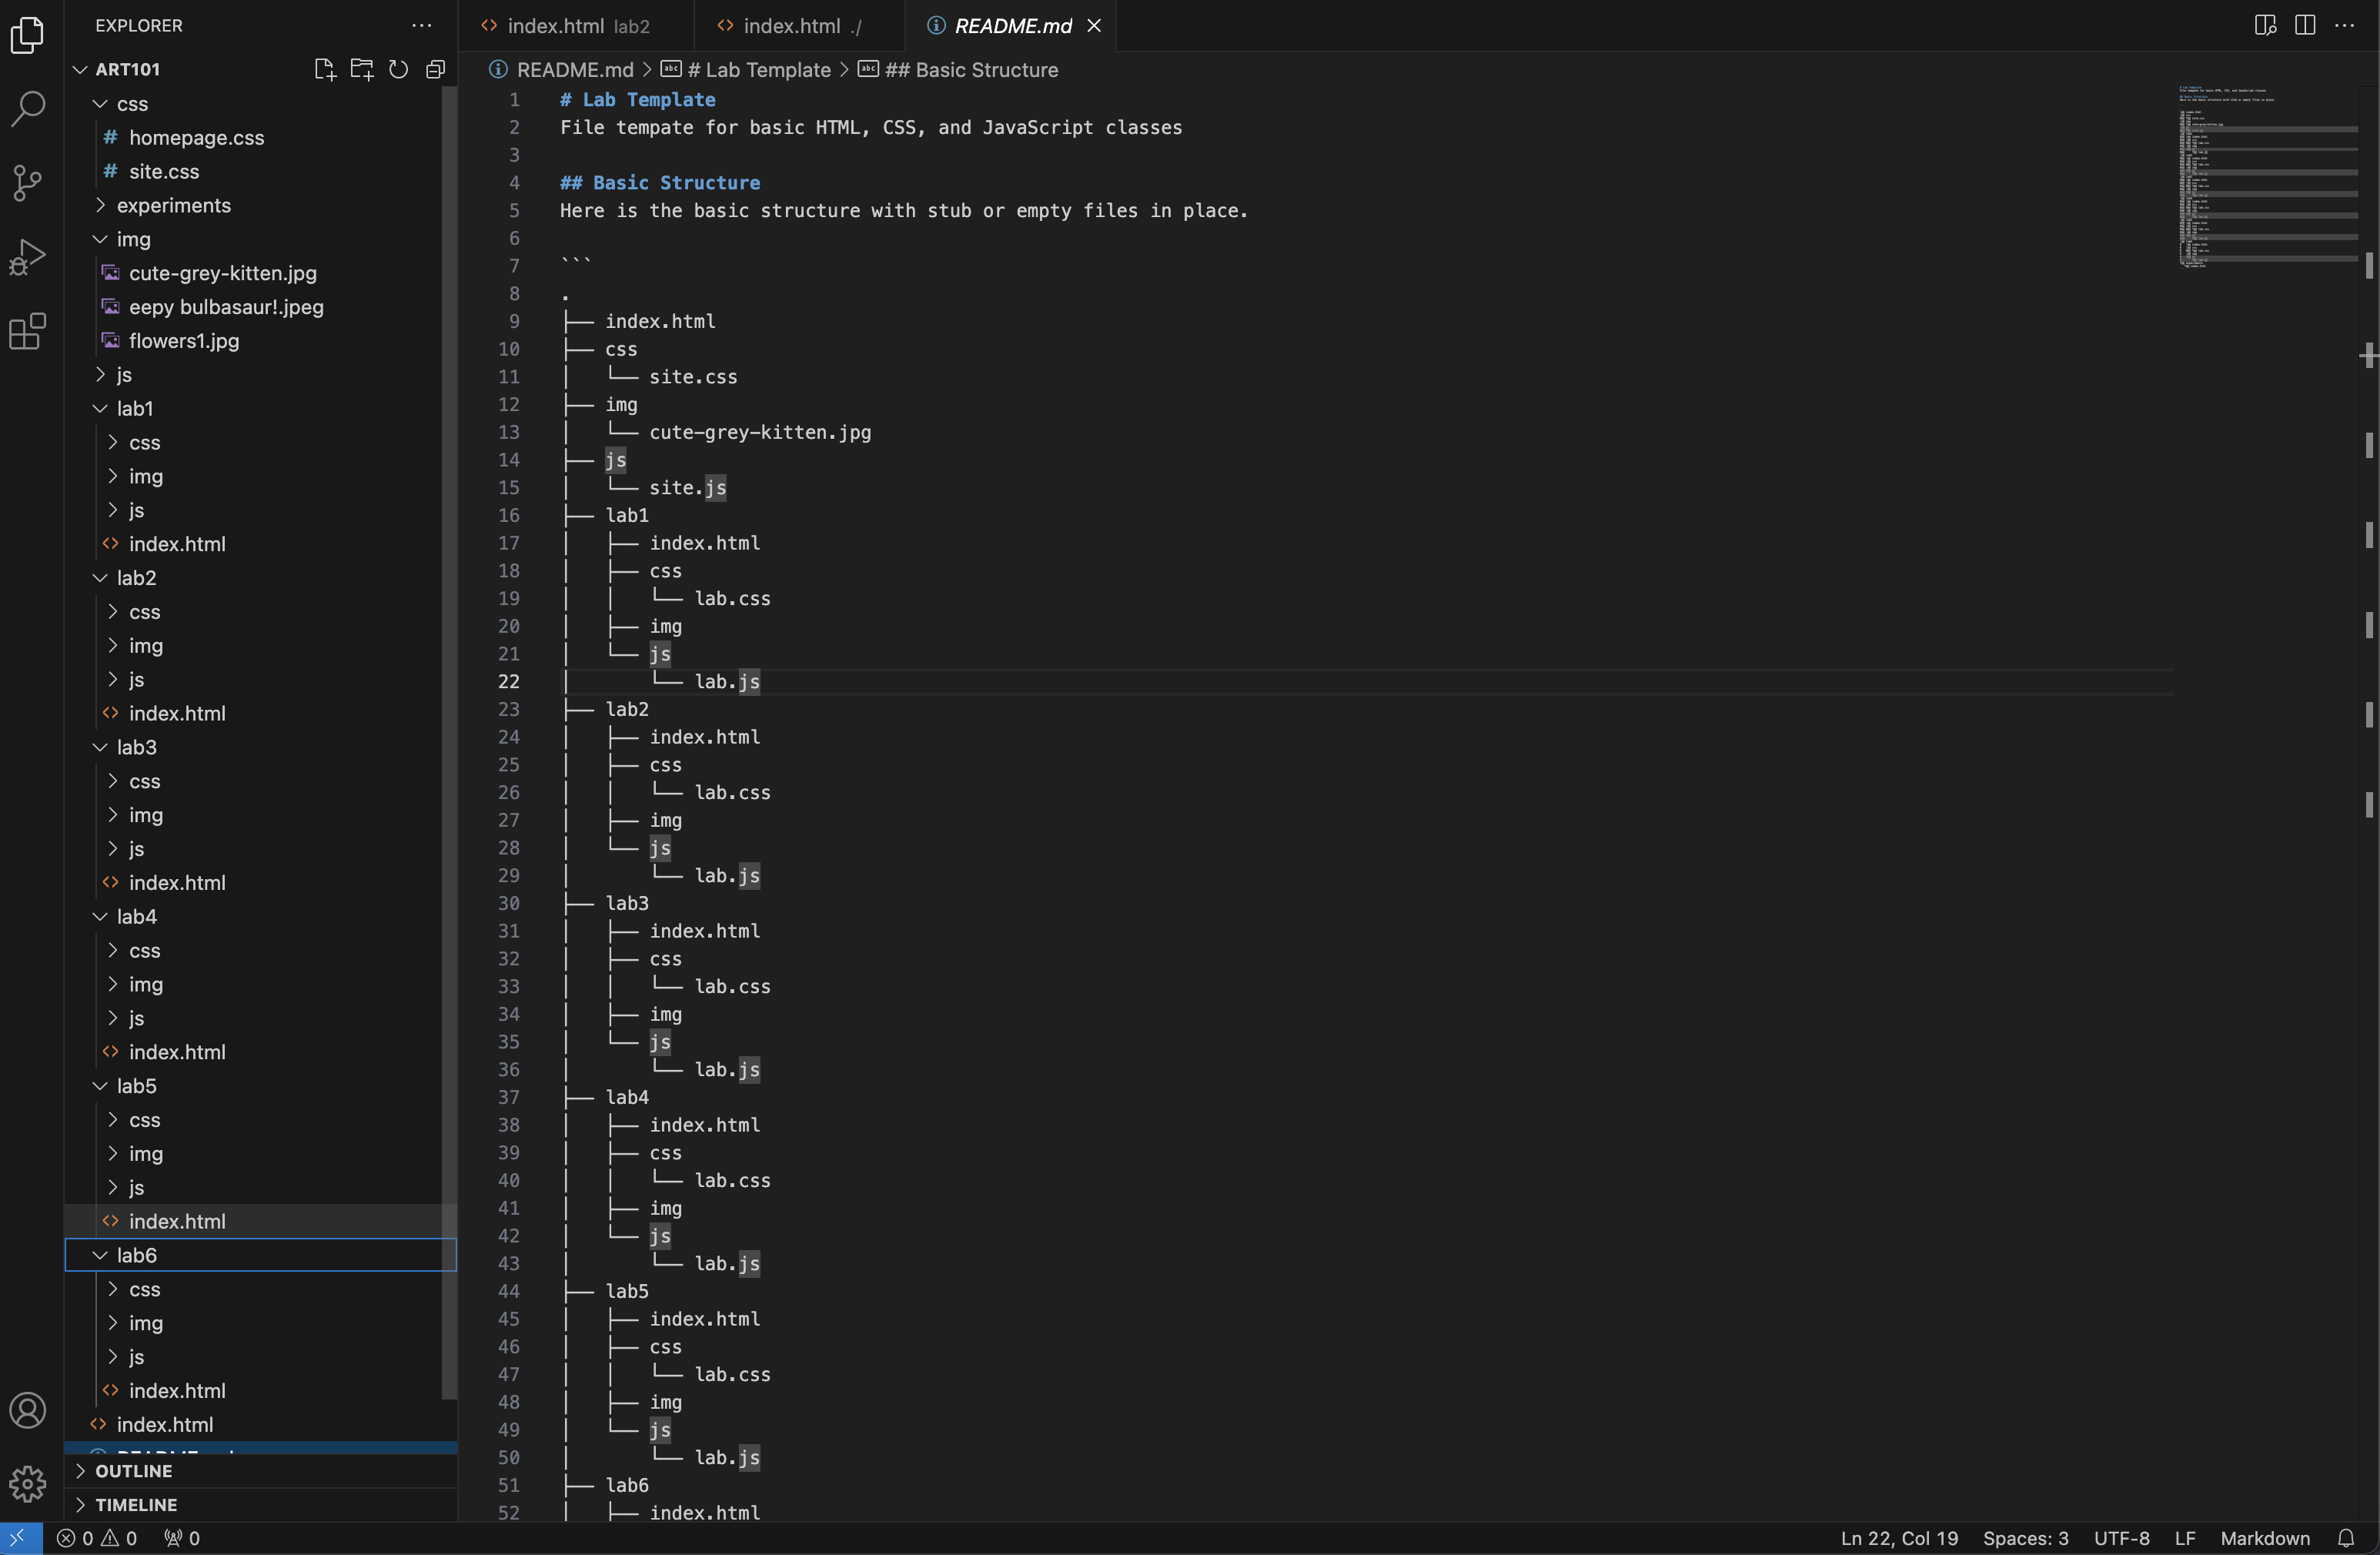 EXPLORER
ART101
css
# homepage.css
# site.css
experiments
img
cute-grey-kitten.jpg
eepy bulbasaur!.jpeg
flowers1.jpg
js
lab1
css
img
js
<> index.html
lab2
css
img
js
<> index.html
lab3
css
img
js
<> index.html
lab4
css
img
js
<> index.html
lab5
css
img
js
<> index.html
lab6
css
img
js
<> index.html
<> index.html
OUTLINE
TIMELINE
<> index.html lab2
<> index.html ./
README.md
README.md > # Lab Template > ## Basic Structure
1 # Lab Template
2 File tempate for basic HTML, CSS, and JavaScript classes
3
4 ## Basic Structure
5 Here is the basic structure with stub or empty files in place.
6
7 ```
8 .
9 ├── index.html
10 ├── css
11 │   └── site.css
12 ├── img
13 │   └── cute-grey-kitten.jpg
14 ├── js
15 │   └── site.js
16 ├── lab1
17 │   ├── index.html
18 │   ├── css
19 │   │   └── lab.css
20 │   ├── img
21 │   └── js
22 │       └── lab.js
23 ├── lab2
24 │   ├── index.html
25 │   ├── css
26 │   │   └── lab.css
27 │   ├── img
28 │   └── js
29 │       └── lab.js
30 ├── lab3
31 │   ├── index.html
32 │   ├── css
33 │   │   └── lab.css
34 │   ├── img
35 │   └── js
36 │       └── lab.js
37 ├── lab4
38 │   ├── index.html
39 │   ├── css
40 │   │   └── lab.css
41 │   ├── img
42 │   └── js
43 │       └── lab.js
44 ├── lab5
45 │   ├── index.html
46 │   ├── css
47 │   │   └── lab.css
48 │   ├── img
49 │   └── js
50 │       └── lab.js
51 ├── lab6
52 │   ├── index.html
0 0 0
Ln 22, Col 19 Spaces: 3 UTF-8 LF Markdown